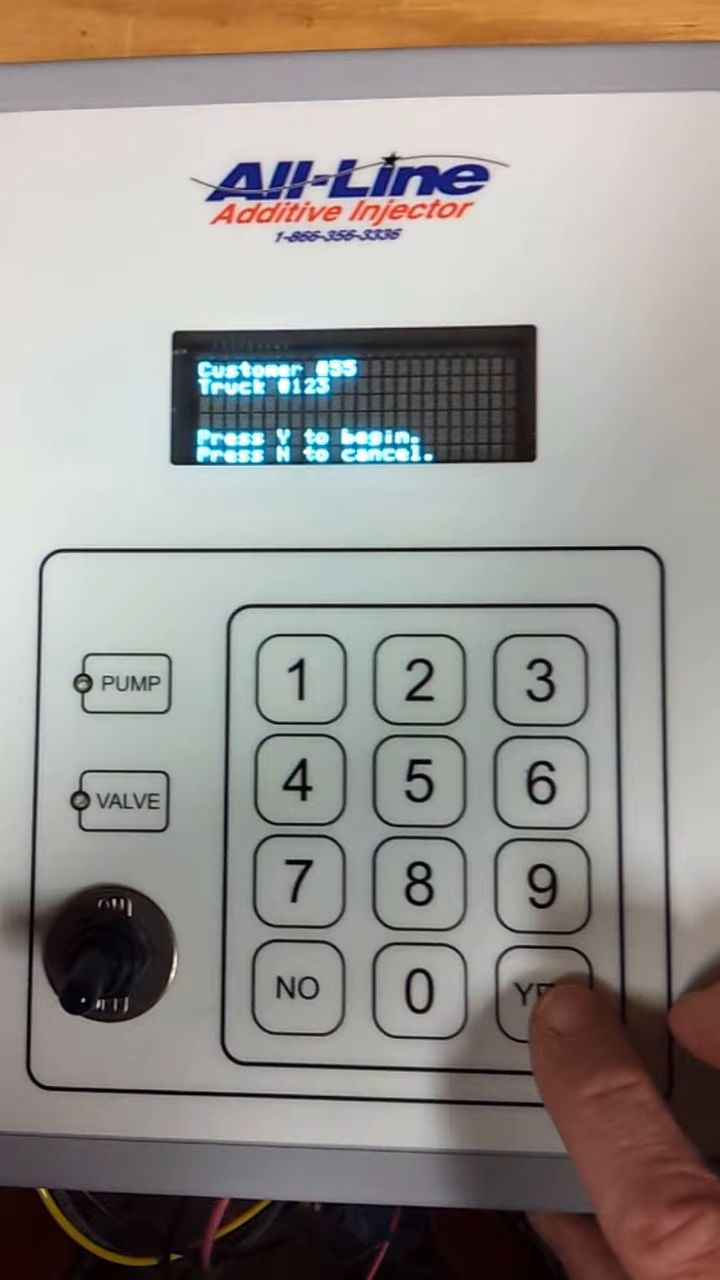 All-Line
Additive Injector
1-866-356-3336
Customer #55
Truck #123
Press Y to begin.
Press N to cancel.
PUMP
1 2 3
VALVE
4 5 6
7 8 9
OFF
NO 0